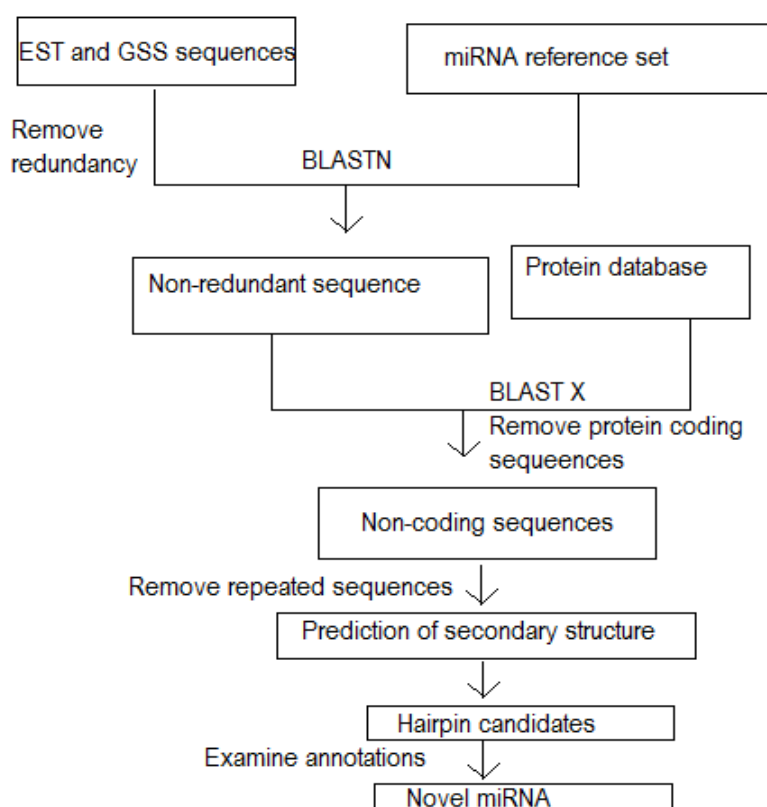 EST and GSS sequences
miRNA reference set
Remove
redundancy
BLASTN
Non-redundant sequence
Protein database
BLAST X
Remove protein coding
sequeences
Non-coding sequences
Remove repeated sequences
Prediction of secondary structure
Hairpin candidates
Examine annotations
Novel miRNA